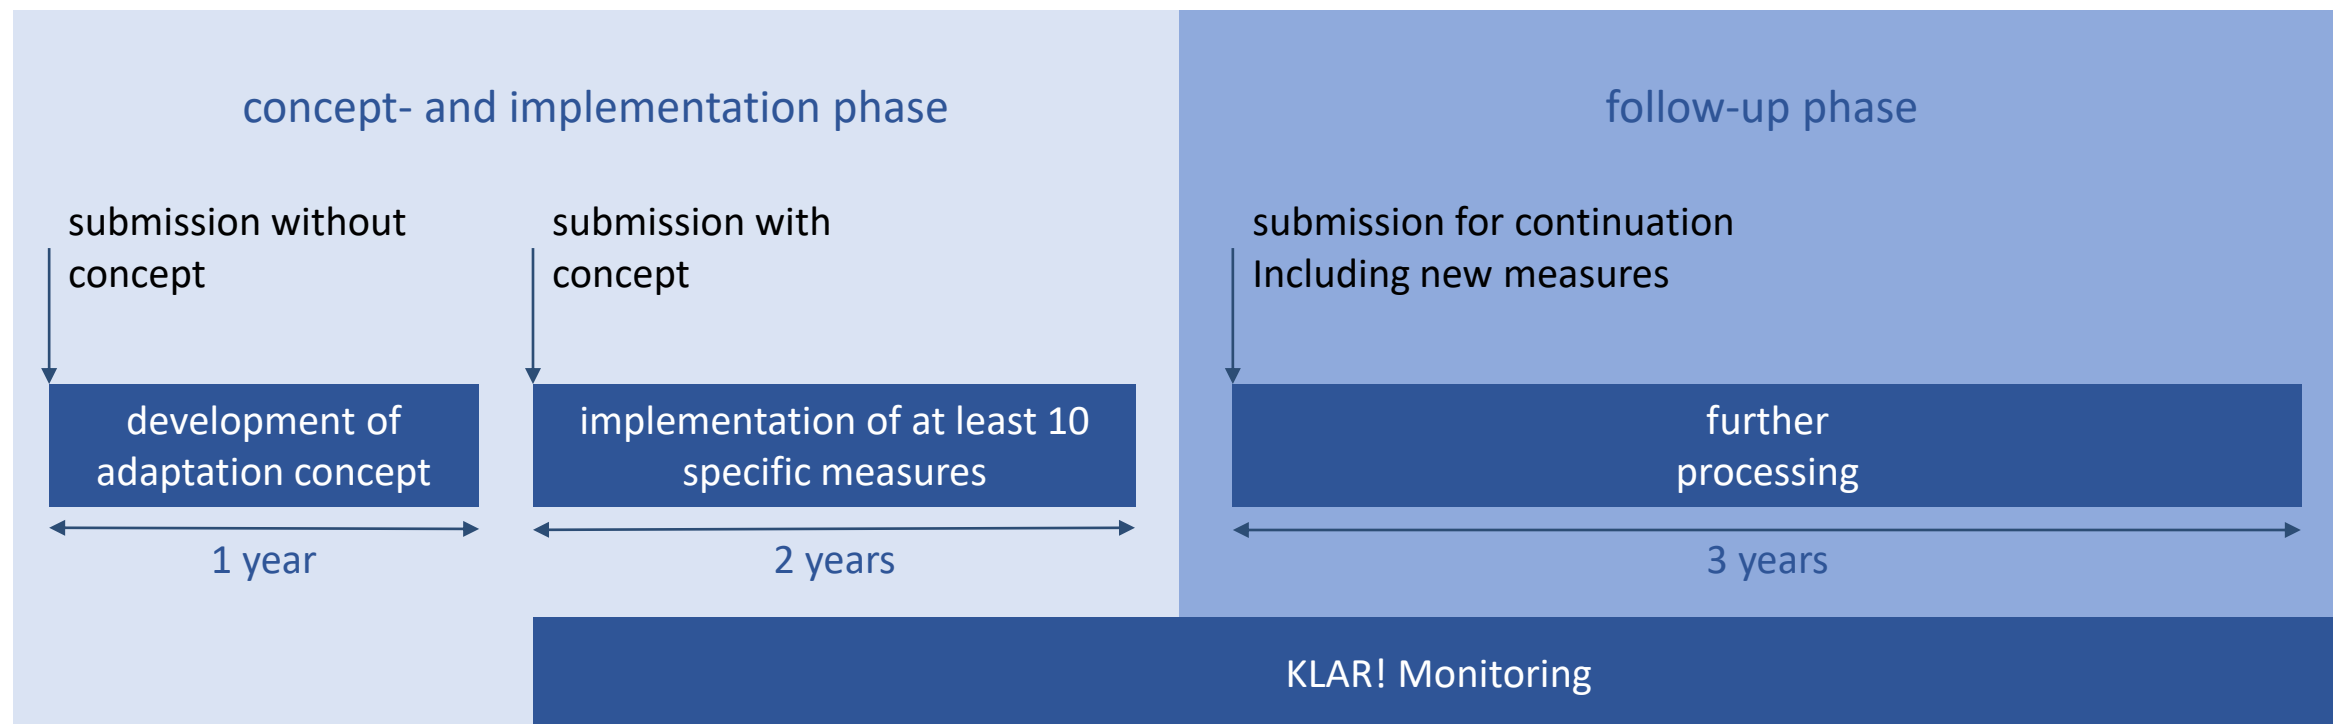 concept- and implementation phase
follow-up phase
submission without
concept
submission with
concept
submission for continuation
Including new measures
development of
adaptation concept
implementation of at least 10
specific measures
further
processing
1 year
2 years
3 years
KLAR! Monitoring